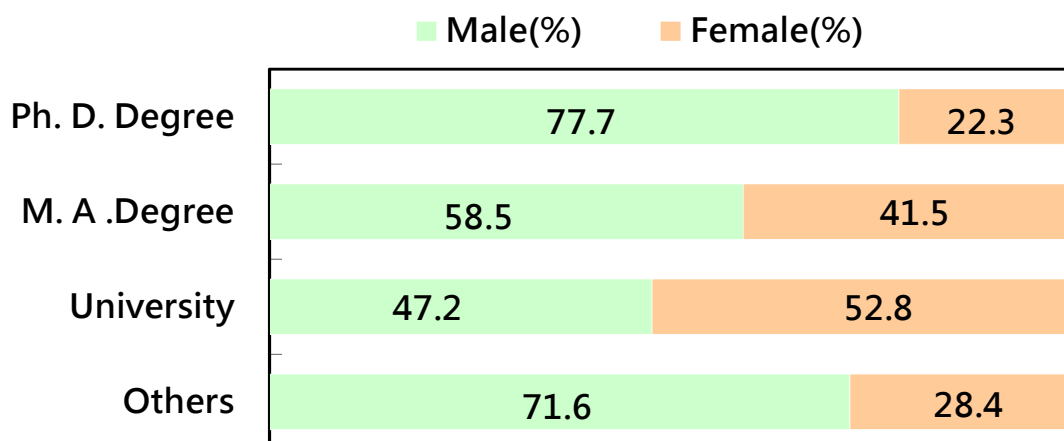 Male(%) Female(%)
Ph. D. Degree 77.7 22.3
M. A .Degree 58.5 41.5
University 47.2 52.8
Others 71.6 28.4